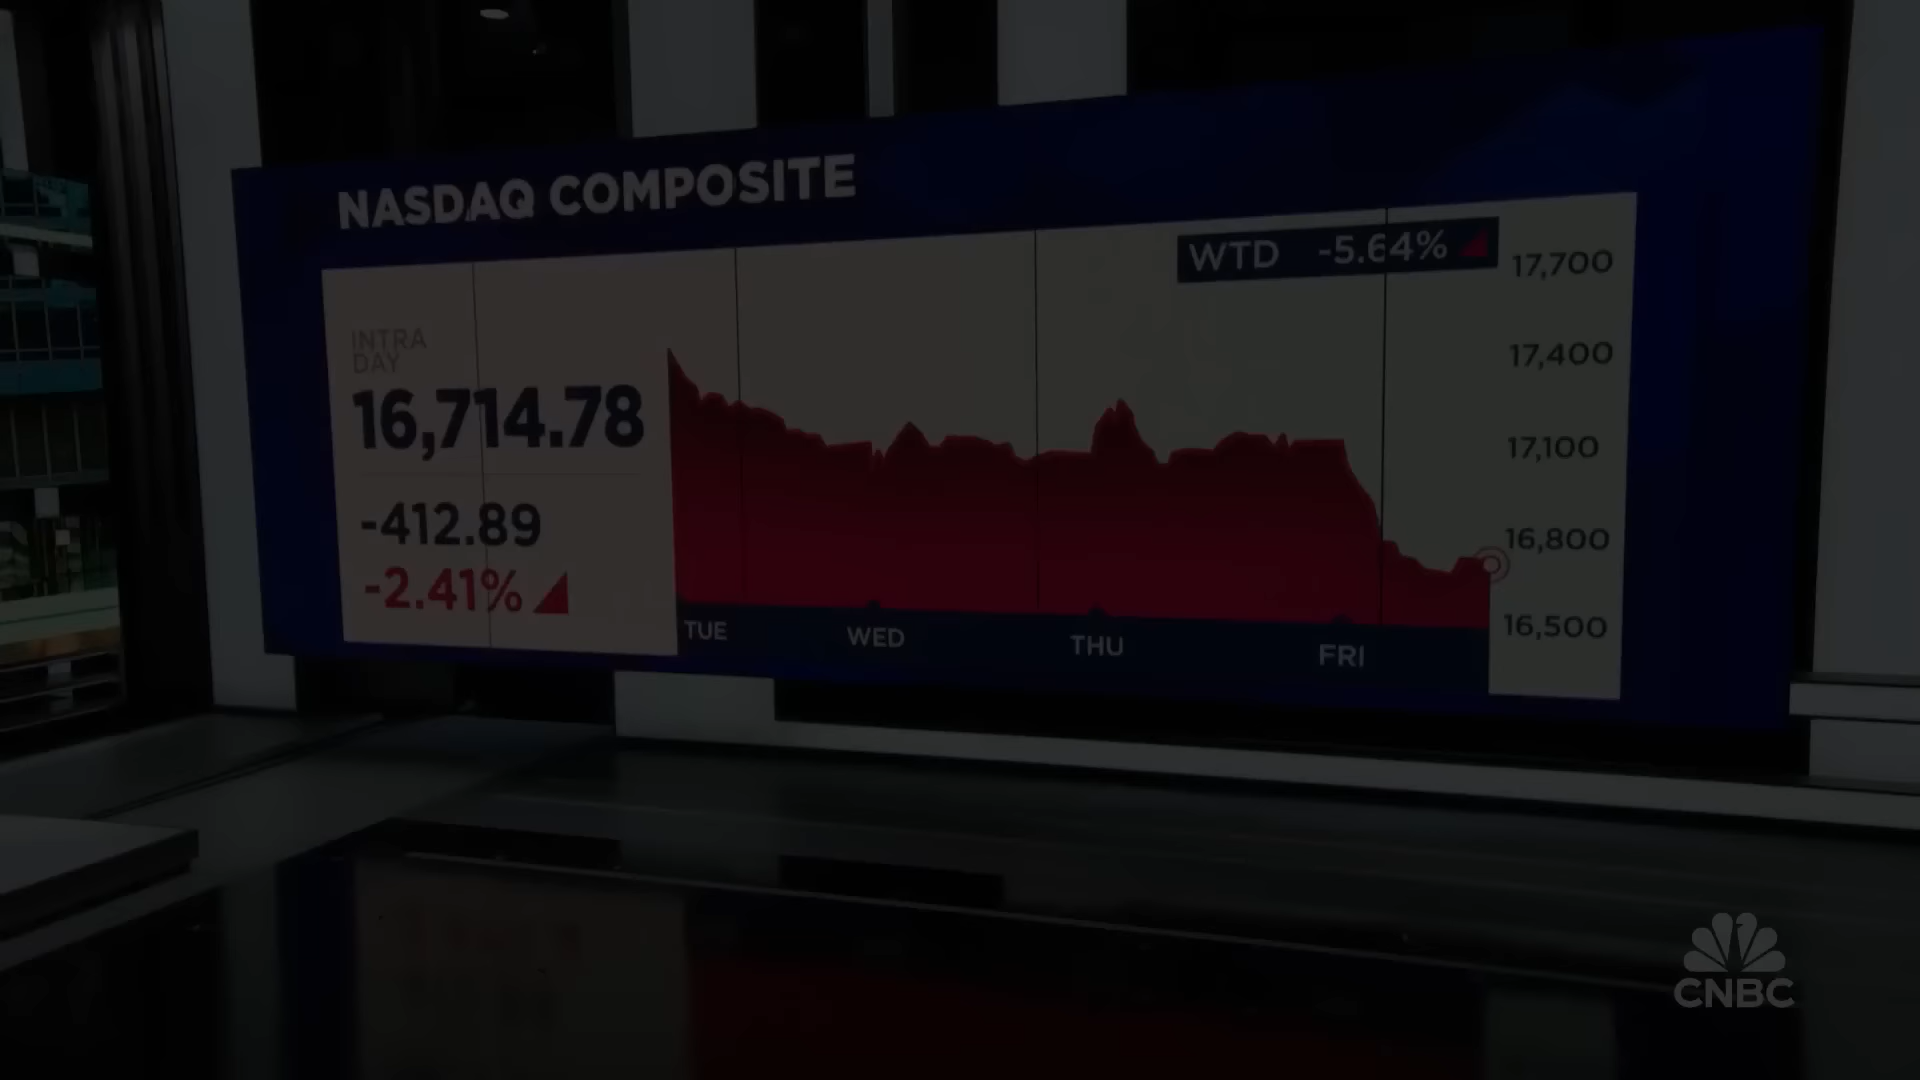 NASDAQ COMPOSITE
WTD -5.64%
INTRA
DAY
16,714.78
-412.89
-2.41%
17,700
17,400
17,100
16,800
16,500
TUE WED THU FRI
CNBC